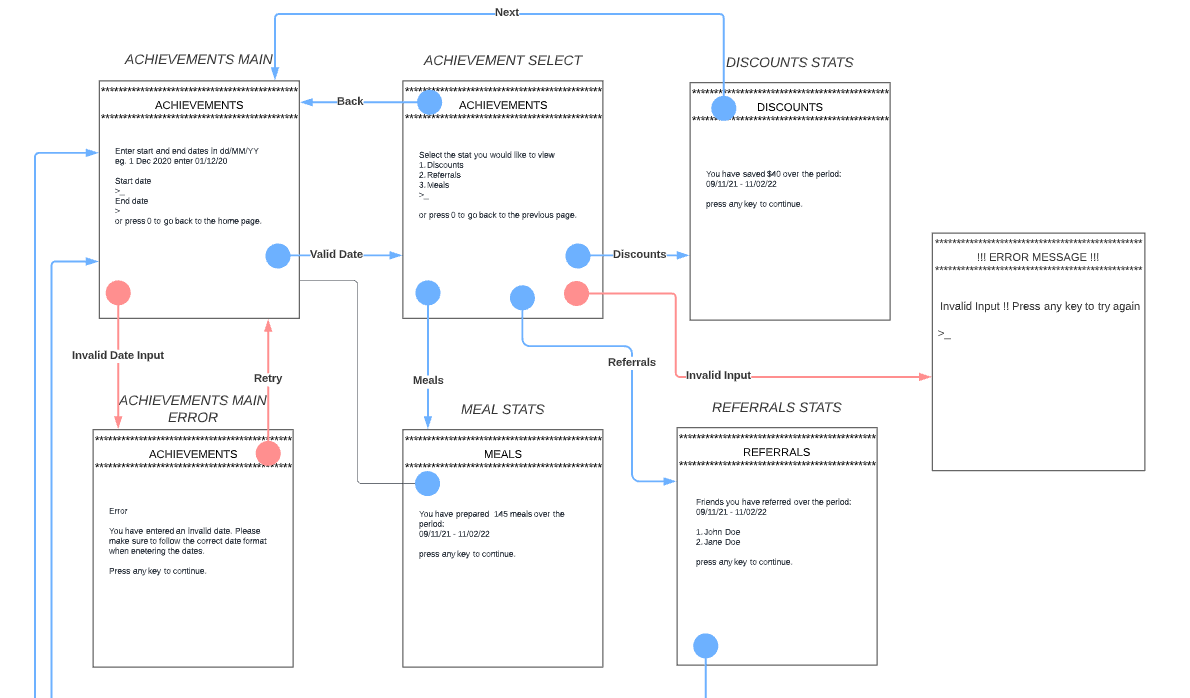 Next
ACHIEVEMENTS MAIN
******************************************
ACHIEVEMENTS
******************************************
Enter start and end dates in dd/MM/YY
eg. 1 Dec 2020 enter 01/12/20
Start date
>_
End date
>
or press 0 to go back to the home page.
Back
ACHIEVEMENT SELECT
******************************************
ACHIEVEMENTS
******************************************
Select the stat you would like to view
1. Discounts
2. Referrals
3. Meals
>_
or press 0 to go back to the previous page.
DISCOUNTS STATS
******************************************
DISCOUNTS
******************************************
You have saved $40 over the period:
09/11/21 - 11/02/22
press any key to continue.
Valid Date
Discounts
******************************************
!!! ERROR MESSAGE !!!
******************************************
Invalid Input !! Press any key to try again
>_
Invalid Date Input
Retry
Meals
Referrals
Invalid Input
ACHIEVEMENTS MAIN
ERROR
******************************************
ACHIEVEMENTS
******************************************
Error
You have entered an invalid date. Please
make sure to follow the correct date format
when enetering the dates.
Press any key to continue.
MEAL STATS
******************************************
MEALS
******************************************
You have prepared 145 meals over the
period:
09/11/21 - 11/02/22
press any key to continue.
REFERRALS STATS
******************************************
REFERRALS
******************************************
Friends you have referred over the period:
09/11/21 - 11/02/22
1. John Doe
2. Jane Doe
press any key to continue.